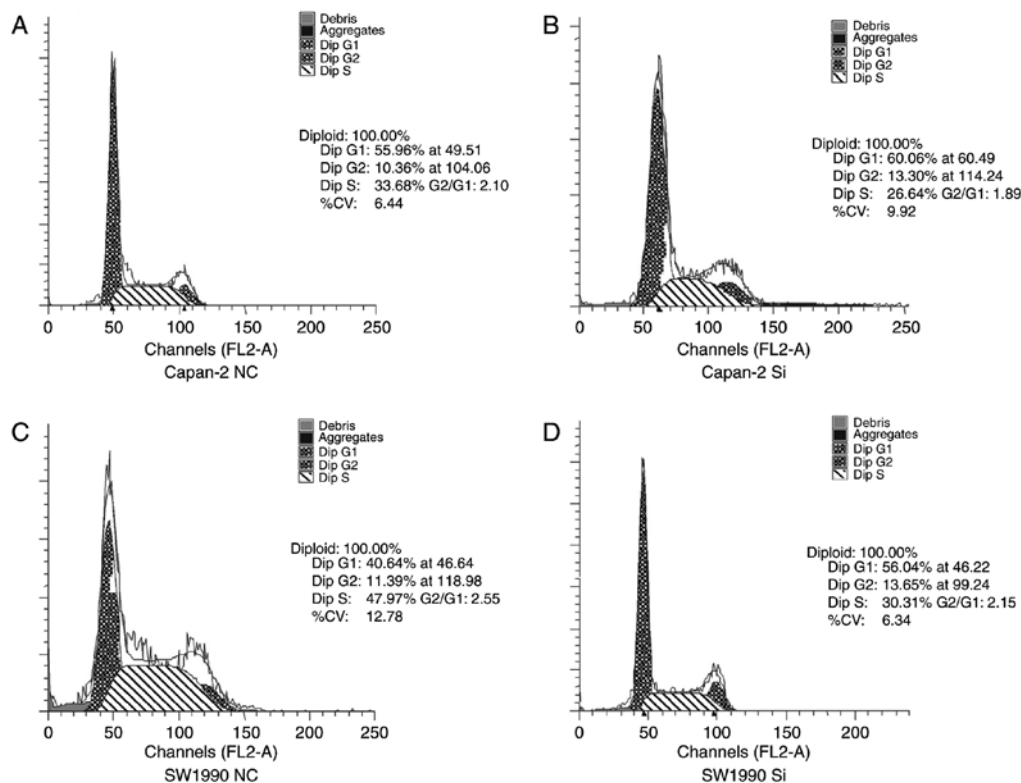 A
Debris
Aggregates
Dip G1
Dip G2
Dip S
Diploid: 100.00%
Dip G1: 55.96% at 49.51
Dip G2: 10.36% at 104.06
Dip S: 33.68% G2/G1: 2.10
%CV: 6.44
0 50 100 150 200 250
Channels (FL2-A)
Capan-2 NC
B
Debris
Aggregates
Dip G1
Dip G2
Dip S
Diploid: 100.00%
Dip G1: 60.06% at 60.49
Dip G2: 13.30% at 114.24
Dip S: 26.64% G2/G1: 1.89
%CV: 9.92
0 50 100 150 200 250
Channels (FL2-A)
Capan-2 Si
C
Debris
Aggregates
Dip G1
Dip G2
Dip S
Diploid: 100.00%
Dip G1: 40.64% at 46.64
Dip G2: 11.39% at 118.98
Dip S: 47.97% G2/G1: 2.55
%CV: 12.78
0 50 100 150 200 250
Channels (FL2-A)
SW1990 NC
D
Debris
Aggregates
Dip G1
Dip G2
Dip S
Diploid: 100.00%
Dip G1: 56.04% at 46.22
Dip G2: 13.65% at 99.24
Dip S: 30.31% G2/G1: 2.15
%CV: 6.34
0 50 100 150 200
Channels (FL2-A)
SW1990 Si